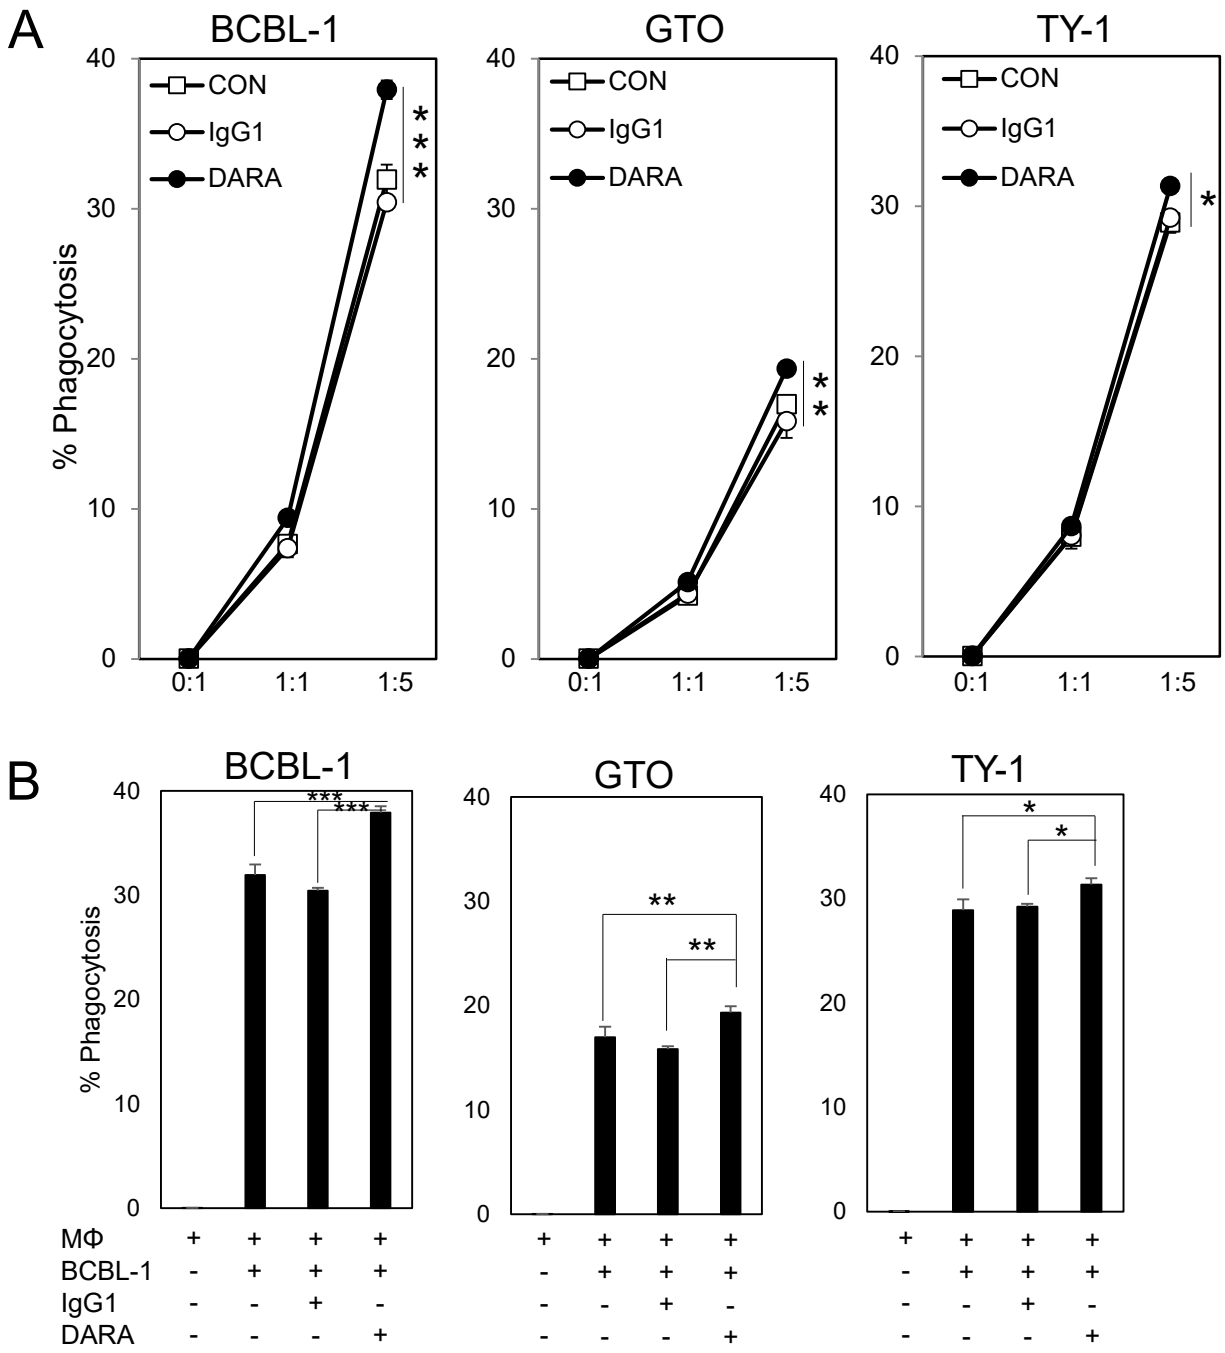 A
BCBL-1
GTO
TY-1
% Phagocytosis
40
30
20
10
0
CON
IgG1
DARA
***
0:1 1:1 1:5
40
30
20
10
0
CON
IgG1
DARA
**
0:1 1:1 1:5
40
30
20
10
0
CON
IgG1
DARA
*
0:1 1:1 1:5
B
BCBL-1
GTO
TY-1
% Phagocytosis
40
30
20
10
0
***
***
40
30
20
10
0
**
**
40
30
20
10
0
*
*
MΦ + + + + + + + + + + + +
BCBL-1 - + + + - + + + - + + +
IgG1 - - + - - - + - - - + -
DARA - - - + - - - + - - - +